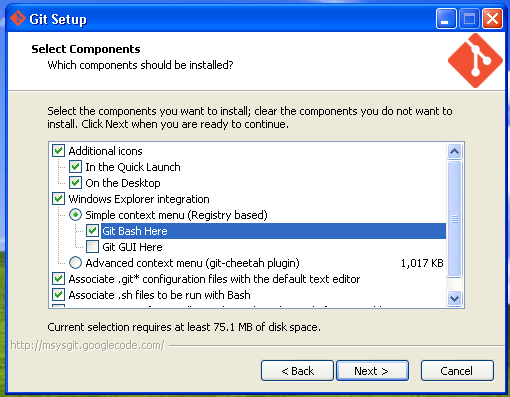 Git Setup
Select Components
Which components should be installed?
Select the components you want to install; clear the components you do not want to
install. Click Next when you are ready to continue.
Additional icons
In the Quick Launch
On the Desktop
Windows Explorer integration
Simple context menu (Registry based)
Git Bash Here
Git GUI Here
Advanced context menu (git-cheetah plugin) 1,017 KB
Associate .git* configuration files with the default text editor
Associate .sh files to be run with Bash
Current selection requires at least 75.1 MB of disk space.
http://msysgit.googlecode.com/
< Back Next > Cancel